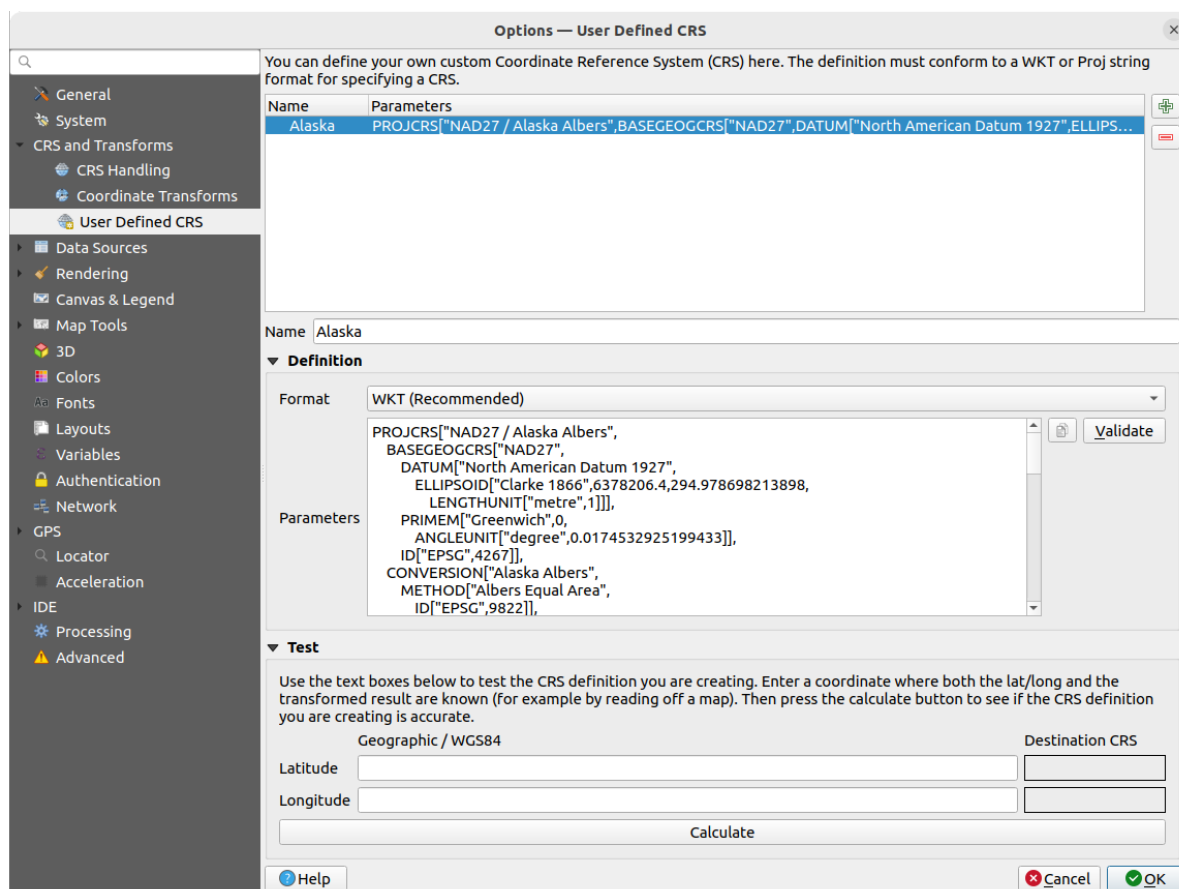 Options — User Defined CRS
General
System
CRS and Transforms
CRS Handling
Coordinate Transforms
User Defined CRS
Data Sources
Rendering
Canvas & Legend
Map Tools
3D
Colors
Aa Fonts
Layouts
ε Variables
Authentication
Network
GPS
Locator
Acceleration
IDE
Processing
Advanced
You can define your own custom Coordinate Reference System (CRS) here. The definition must conform to a WKT or Proj string
format for specifying a CRS.
Name Parameters
Alaska PROJCRS["NAD27 / Alaska Albers",BASEGEOGCRS["NAD27",DATUM["North American Datum 1927",ELLIPS...
Name Alaska
Definition
Format WKT (Recommended)
PROJCRS["NAD27 / Alaska Albers",
BASEGEOGCRS["NAD27",
DATUM["North American Datum 1927",
ELLIPSOID["Clarke 1866",6378206.4,294.978698213898,
LENGTHUNIT["metre",1]]],
PRIMEM["Greenwich",0,
ANGLEUNIT["degree",0.0174532925199433]],
ID["EPSG",4267]],
CONVERSION["Alaska Albers",
METHOD["Albers Equal Area",
ID["EPSG",9822]],
Parameters
Validate
Test
Use the text boxes below to test the CRS definition you are creating. Enter a coordinate where both the lat/long and the
transformed result are known (for example by reading off a map). Then press the calculate button to see if the CRS definition
you are creating is accurate.
Geographic / WGS84 Destination CRS
Latitude
Longitude
Calculate
Help Cancel OK